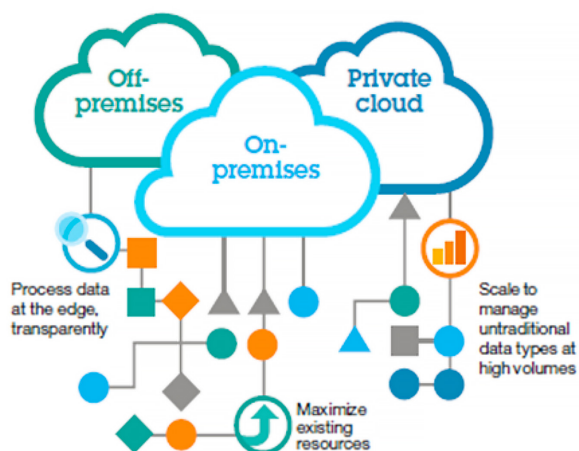 Off-
premises
Private
cloud
On-
premises
Process data
at the edge,
transparently
Scale to
manage
untraditional
data types at
high volumes
Maximize
existing
resources